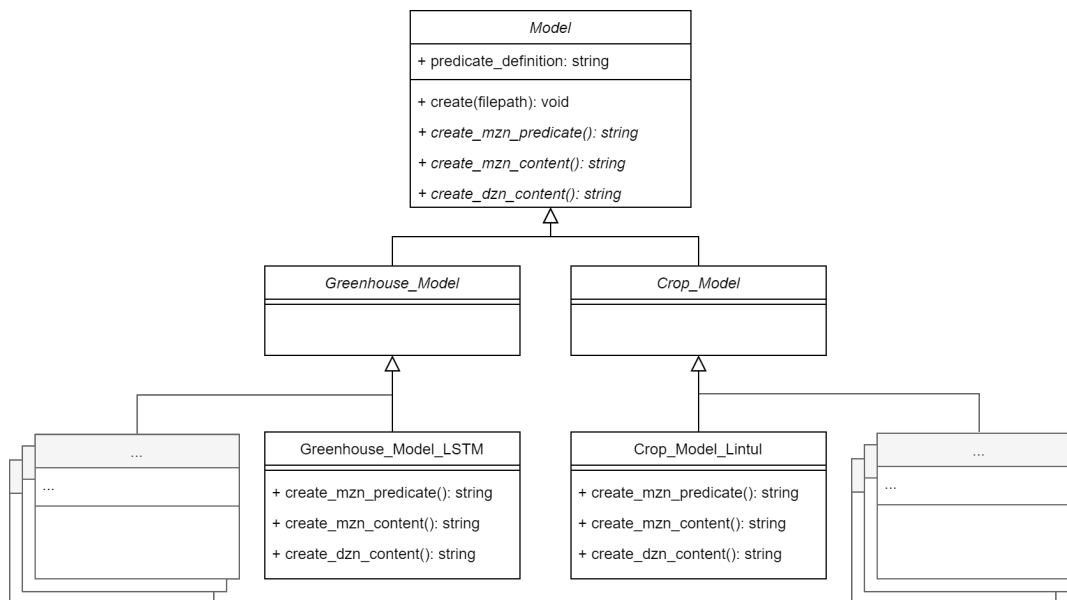 Model
+ predicate_definition: string
+ create(filepath): void
+ create_mzn_predicate(): string
+ create_mzn_content(): string
+ create_dzn_content(): string
Greenhouse_Model
Crop_Model
...
...
Greenhouse_Model_LSTM
+ create_mzn_predicate(): string
+ create_mzn_content(): string
+ create_dzn_content(): string
Crop_Model_Lintul
+ create_mzn_predicate(): string
+ create_mzn_content(): string
+ create_dzn_content(): string
...
...